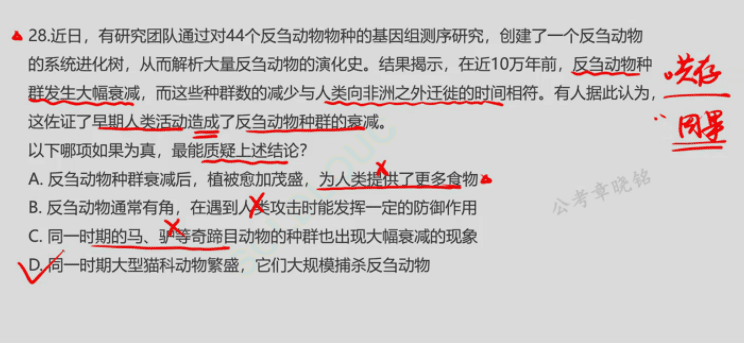 28.近日，有研究团队通过对44个反刍动物物种的基因组测序研究，创建了一个反刍动物
的系统进化树，从而解析大量反刍动物的演化史。结果揭示，在近10万年前，反刍动物种
群发生大幅衰减，而这些种群数的减少与人类向非洲之外迁徙的时间相符。有人据此认为，
这佐证了早期人类活动造成了反刍动物种群的衰减。
共存
∵ 因果
以下哪项如果为真，最能质疑上述结论？
A. 反刍动物种群衰减后，植被愈加茂盛，为人类提供了更多食物
B. 反刍动物通常有角，在遇到人类攻击时能发挥一定的防御作用
C. 同一时期的马、驴等奇蹄目动物的种群也出现大幅衰减的现象
D. 同一时期大型猫科动物繁盛，它们大规模捕杀反刍动物
公考章晓铭